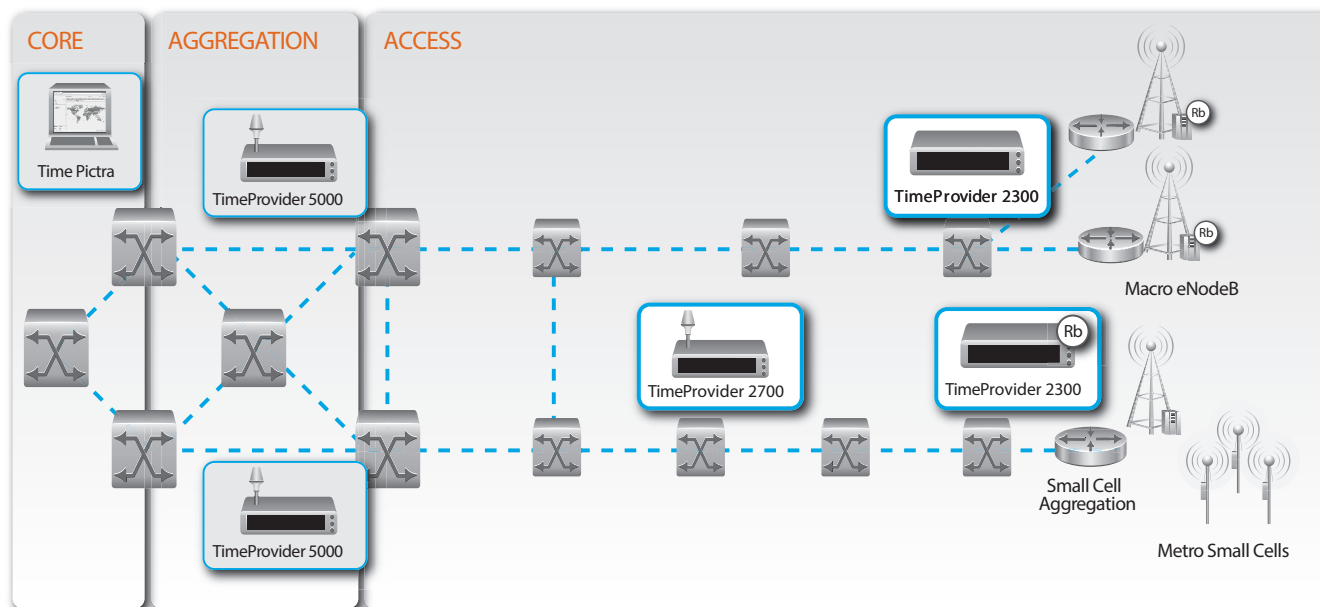 CORE
AGGREGATION
ACCESS
Time Pictra
TimeProvider 5000
TimeProvider 2300
Rb
Rb
Macro eNodeB
TimeProvider 2700
Rb
TimeProvider 2300
TimeProvider 5000
Small Cell
Aggregation
Metro Small Cells